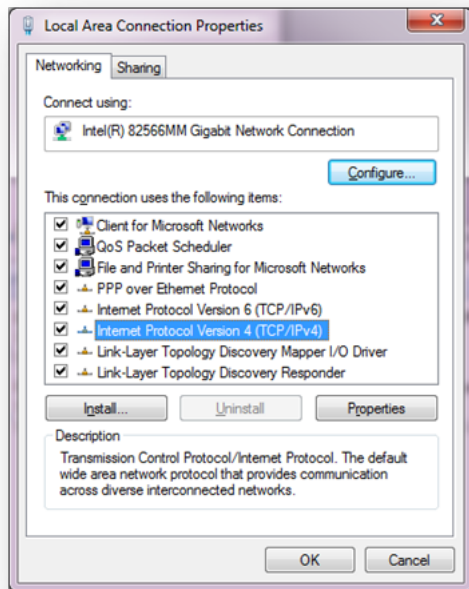 Local Area Connection Properties
Networking
Sharing
Connect using:
Intel(R) 82566MM Gigabit Network Connection
Configure...
This connection uses the following items:
Client for Microsoft Networks
QoS Packet Scheduler
File and Printer Sharing for Microsoft Networks
PPP over Ethernet Protocol
Internet Protocol Version 6 (TCP/IPv6)
Internet Protocol Version 4 (TCP/IPv4)
Link-Layer Topology Discovery Mapper I/O Driver
Link-Layer Topology Discovery Responder
Install...
Uninstall
Properties
Description
Transmission Control Protocol/Internet Protocol. The default
wide area network protocol that provides communication
across diverse interconnected networks.
OK
Cancel